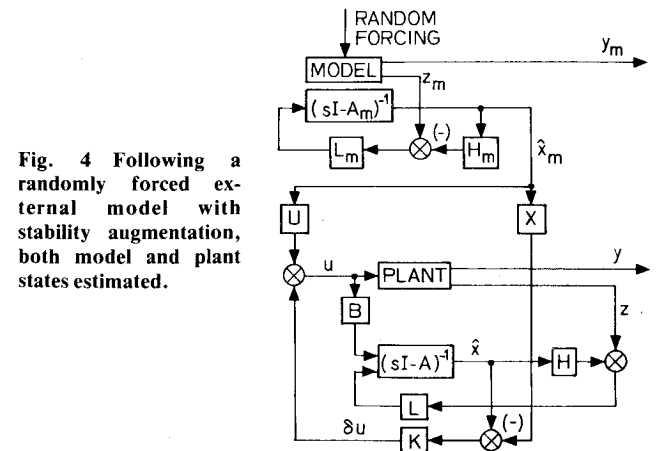 RANDOM
FORCING
y_m
MODEL
z_m
(sI-A_m)^-1
(-)
L_m
H_m
x̂_m
Fig. 4 Following a
randomly forced ex-
ternal model with
stability augmentation,
both model and plant
states estimated.
U
X
u
PLANT
y
B
z
(sI-A)^-1
x̂
H
L
δu
K
(-)